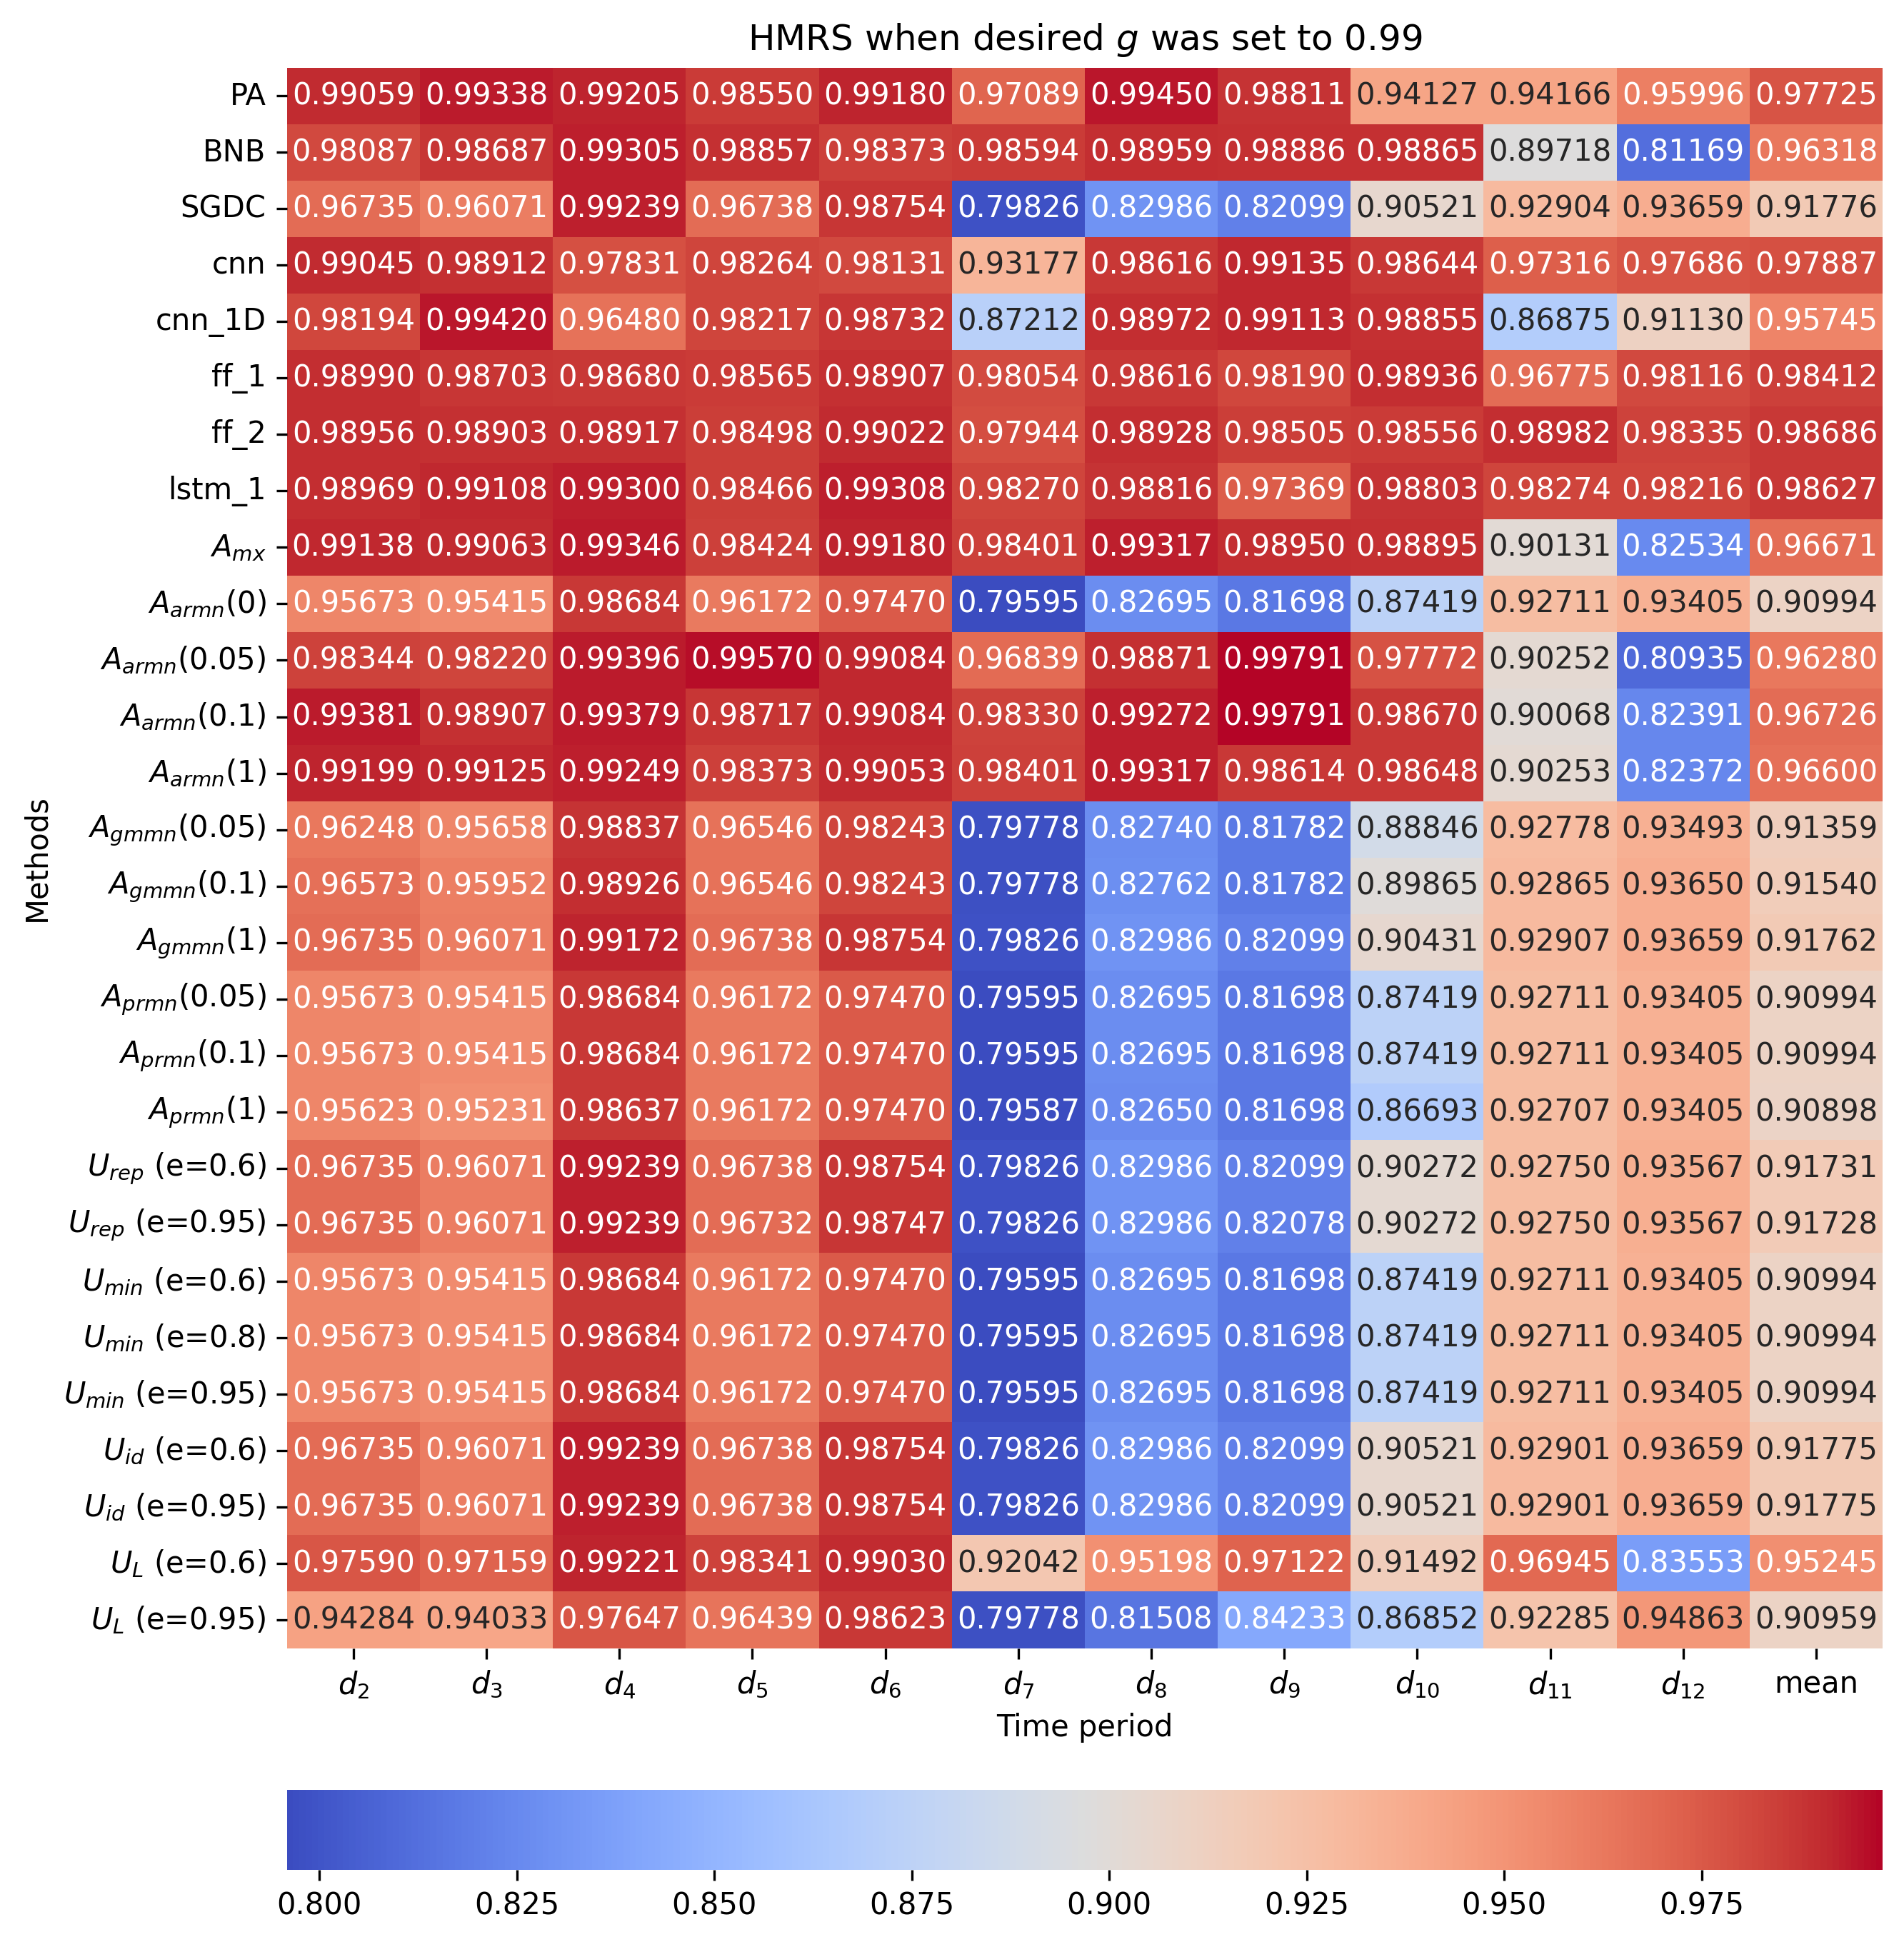 HMRS when desired g was set to 0.99
PA 0.99059 0.99338 0.99205 0.98550 0.99180 0.97089 0.99450 0.98811 0.94127 0.94166 0.95996 0.97725
BNB 0.98087 0.98687 0.99305 0.98857 0.98373 0.98594 0.98959 0.98886 0.98865 0.89718 0.81169 0.96318
SGDC 0.96735 0.96071 0.99239 0.96738 0.98754 0.79826 0.82986 0.82099 0.90521 0.92904 0.93659 0.91776
cnn 0.99045 0.98912 0.97831 0.98264 0.98131 0.93177 0.98616 0.99135 0.98644 0.97316 0.97686 0.97887
cnn_1D 0.98194 0.99420 0.96480 0.98217 0.98732 0.87212 0.98972 0.99113 0.98855 0.86875 0.91130 0.95745
ff_1 0.98990 0.98703 0.98680 0.98565 0.98907 0.98054 0.98616 0.98190 0.98936 0.96775 0.98116 0.98412
ff_2 0.98956 0.98903 0.98917 0.98498 0.99022 0.97944 0.98928 0.98505 0.98556 0.98982 0.98335 0.98686
lstm_1 0.98969 0.99108 0.99300 0.98466 0.99308 0.98270 0.98816 0.97369 0.98803 0.98274 0.98216 0.98627
A_mx 0.99138 0.99063 0.99346 0.98424 0.99180 0.98401 0.99317 0.98950 0.98895 0.90131 0.82534 0.96671
A_armn(0) 0.95673 0.95415 0.98684 0.96172 0.97470 0.79595 0.82695 0.81698 0.87419 0.92711 0.93405 0.90994
A_armn(0.05) 0.98344 0.98220 0.99396 0.99570 0.99084 0.96839 0.98871 0.99791 0.97772 0.90252 0.80935 0.96280
A_armn(0.1) 0.99381 0.98907 0.99379 0.98717 0.99084 0.98330 0.99272 0.99791 0.98670 0.90068 0.82391 0.96726
A_armn(1) 0.99199 0.99125 0.99249 0.98373 0.99053 0.98401 0.99317 0.98614 0.98648 0.90253 0.82372 0.96600
A_gmmn(0.05) 0.96248 0.95658 0.98837 0.96546 0.98243 0.79778 0.82740 0.81782 0.88846 0.92778 0.93493 0.91359
A_gmmn(0.1) 0.96573 0.95952 0.98926 0.96546 0.98243 0.79778 0.82762 0.81782 0.89865 0.92865 0.93650 0.91540
A_gmmn(1) 0.96735 0.96071 0.99172 0.96738 0.98754 0.79826 0.82986 0.82099 0.90431 0.92907 0.93659 0.91762
A_prmn(0.05) 0.95673 0.95415 0.98684 0.96172 0.97470 0.79595 0.82695 0.81698 0.87419 0.92711 0.93405 0.90994
A_prmn(0.1) 0.95673 0.95415 0.98684 0.96172 0.97470 0.79595 0.82695 0.81698 0.87419 0.92711 0.93405 0.90994
A_prmn(1) 0.95623 0.95231 0.98637 0.96172 0.97470 0.79587 0.82650 0.81698 0.86693 0.92707 0.93405 0.90898
U_rep (e=0.6) 0.96735 0.96071 0.99239 0.96738 0.98754 0.79826 0.82986 0.82099 0.90272 0.92750 0.93567 0.91731
U_rep (e=0.95) 0.96735 0.96071 0.99239 0.96732 0.98747 0.79826 0.82986 0.82078 0.90272 0.92750 0.93567 0.91728
U_min (e=0.6) 0.95673 0.95415 0.98684 0.96172 0.97470 0.79595 0.82695 0.81698 0.87419 0.92711 0.93405 0.90994
U_min (e=0.8) 0.95673 0.95415 0.98684 0.96172 0.97470 0.79595 0.82695 0.81698 0.87419 0.92711 0.93405 0.90994
U_min (e=0.95) 0.95673 0.95415 0.98684 0.96172 0.97470 0.79595 0.82695 0.81698 0.87419 0.92711 0.93405 0.90994
U_id (e=0.6) 0.96735 0.96071 0.99239 0.96738 0.98754 0.79826 0.82986 0.82099 0.90521 0.92901 0.93659 0.91775
U_id (e=0.95) 0.96735 0.96071 0.99239 0.96738 0.98754 0.79826 0.82986 0.82099 0.90521 0.92901 0.93659 0.91775
U_L (e=0.6) 0.97590 0.97159 0.99221 0.98341 0.99030 0.92042 0.95198 0.97122 0.91492 0.96945 0.83553 0.95245
U_L (e=0.95) 0.94284 0.94033 0.97647 0.96439 0.98623 0.79778 0.81508 0.84233 0.86852 0.92285 0.94863 0.90959
Methods
d_2 d_3 d_4 d_5 d_6 d_7 d_8 d_9 d_10 d_11 d_12 mean
Time period
0.800 0.825 0.850 0.875 0.900 0.925 0.950 0.975